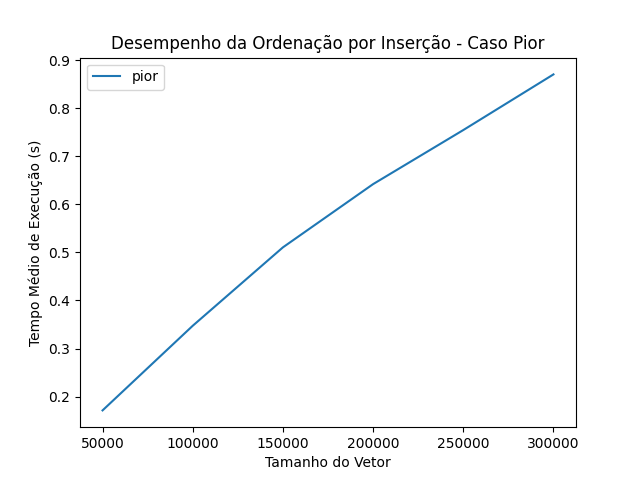 Desempenho da Ordenação por Inserção - Caso Pior
pior
Tempo Médio de Execução (s)
0.9
0.8
0.7
0.6
0.5
0.4
0.3
0.2
50000 100000 150000 200000 250000 300000
Tamanho do Vetor